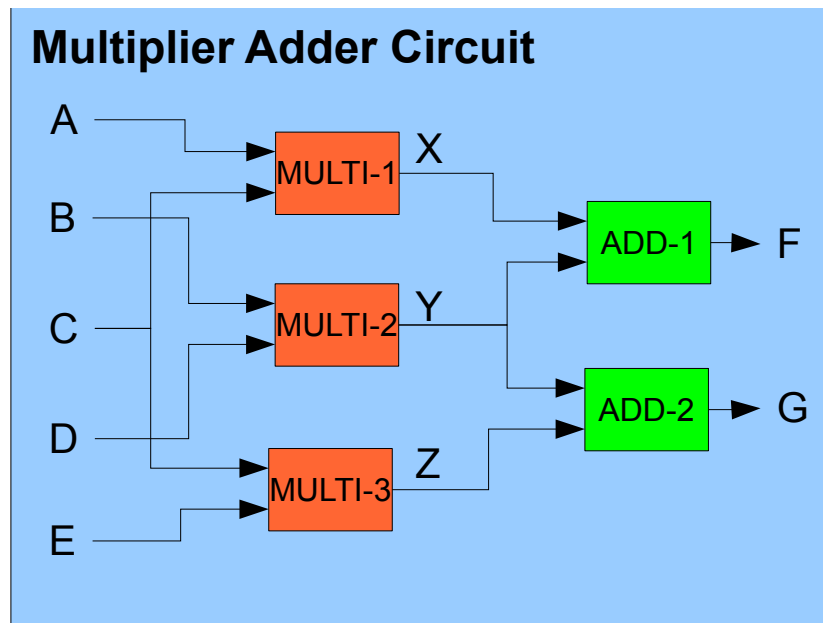 Multiplier Adder Circuit
A
MULTI-1
X
B
ADD-1
F
C
MULTI-2
Y
D
ADD-2
G
MULTI-3
Z
E